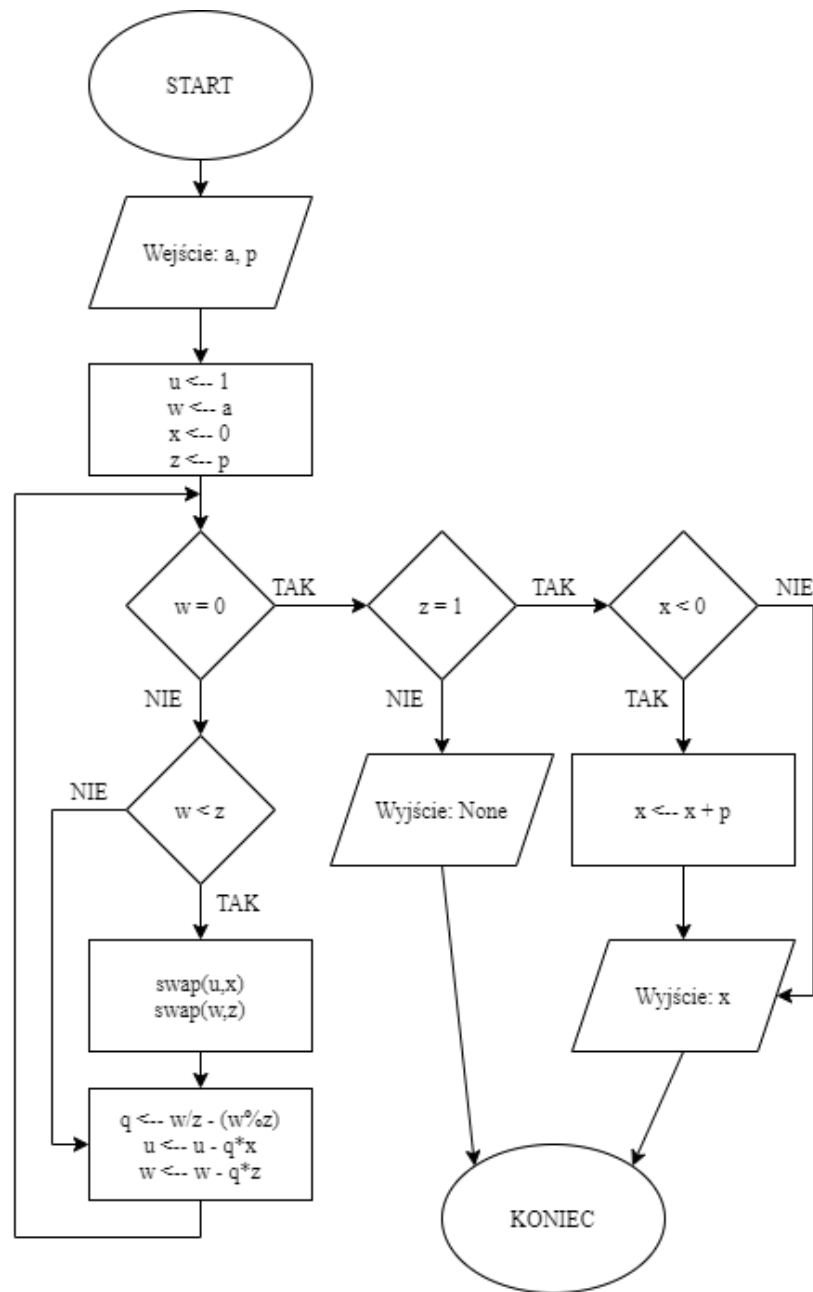 START
Wejście: a, p
u <-- 1
w <-- a
x <-- 0
z <-- p
w = 0
TAK
z = 1
TAK
x < 0
NIE
NIE
NIE
TAK
NIE
w < z
Wyjście: None
x <-- x + p
TAK
swap(u,x)
swap(w,z)
Wyjście: x
q <-- w/z - (w%z)
u <-- u - q*x
w <-- w - q*z
KONIEC